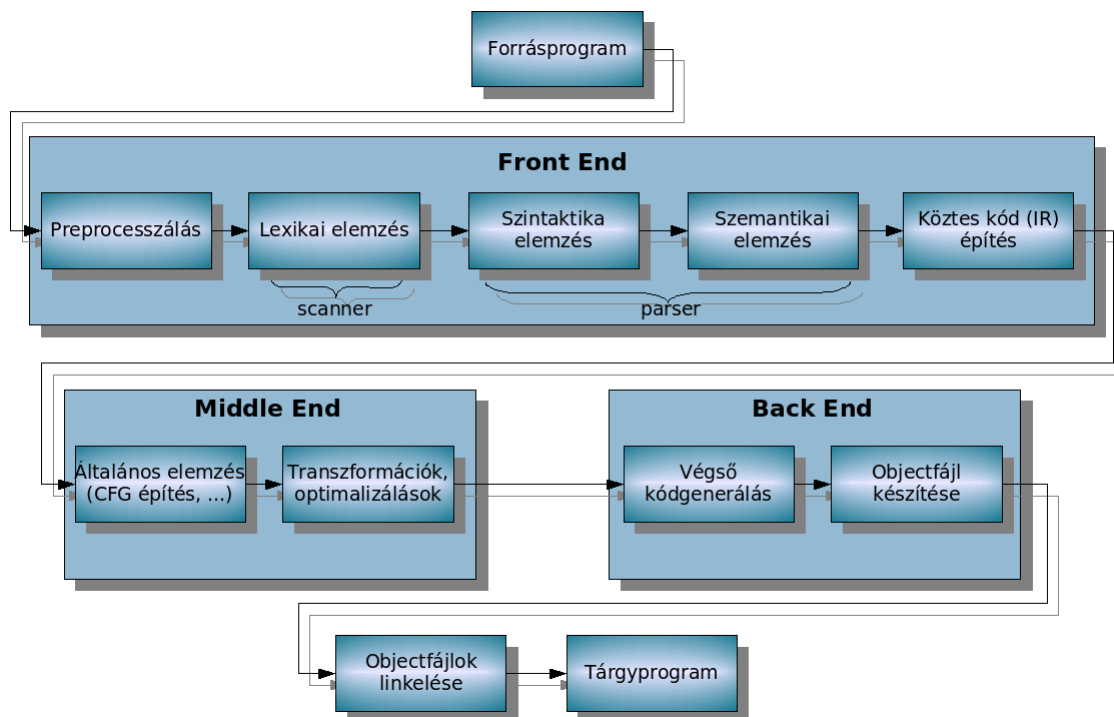 Forrásprogram
Front End
Preprocesszálás
Lexikai elemzés
Szintaktika
elemzés
Szemantikai
elemzés
Köztes kód (IR)
építés
scanner
parser
Middle End
Általános elemzés
(CFG építés, ...)
Transzformációk,
optimalizálások
Back End
Végső
kódgenerálás
Objectfájl
készítése
Objectfájlok
linkelése
Tárgyprogram